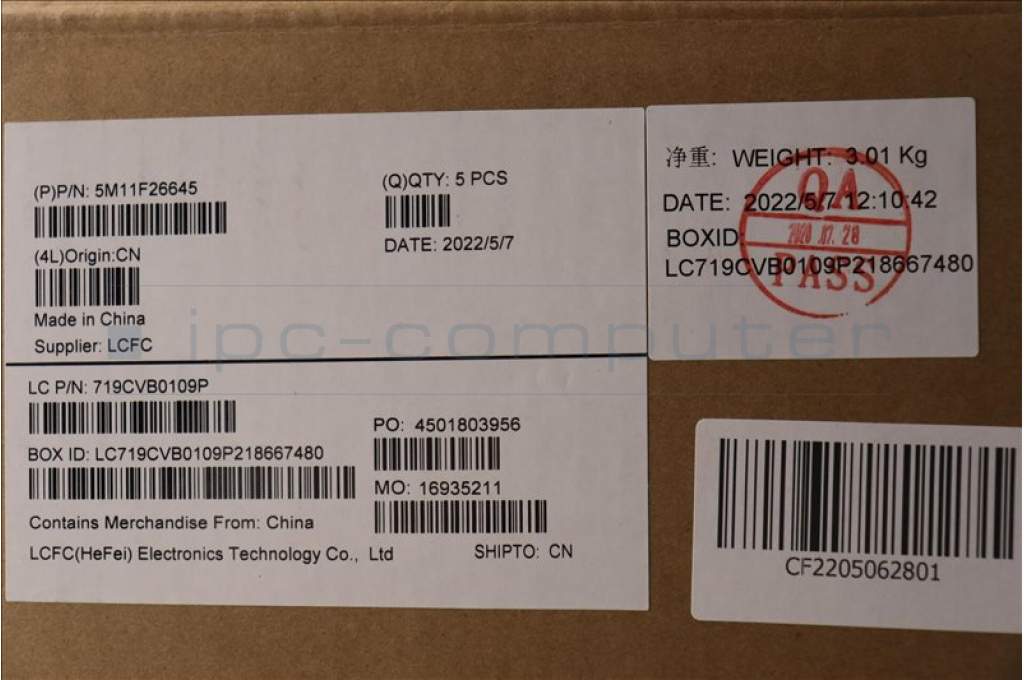 (P)P/N: 5M11F26645
(Q)QTY: 5 PCS
(4L)Origin:CN
DATE: 2022/5/7
Made in China
Supplier: LCFC
LC P/N: 719CVB0109P
PO: 4501803956
BOX ID: LC719CVB0109P218667480
MO: 16935211
Contains Merchandise From: China
LCFC(HeFei) Electronics Technology Co., Ltd
SHIPTO: CN
净重: WEIGHT: 3.01 Kg
DATE: 2022/5/7 12:10:42
BOXID:
LC719CVB0109P218667480
QA
PASS
CF2205062801
ipc-computer